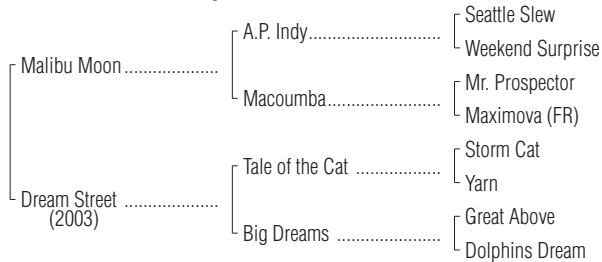 Seattle Slew
A.P. Indy....................................
Weekend Surprise
Malibu Moon.....................
Mr. Prospector
Macoumba................................
Maximova (FR)
Storm Cat
Tale of the Cat ........................
Yarn
Dream Street .....................
(2003)
Great Above
Big Dreams .............................
Dolphins Dream